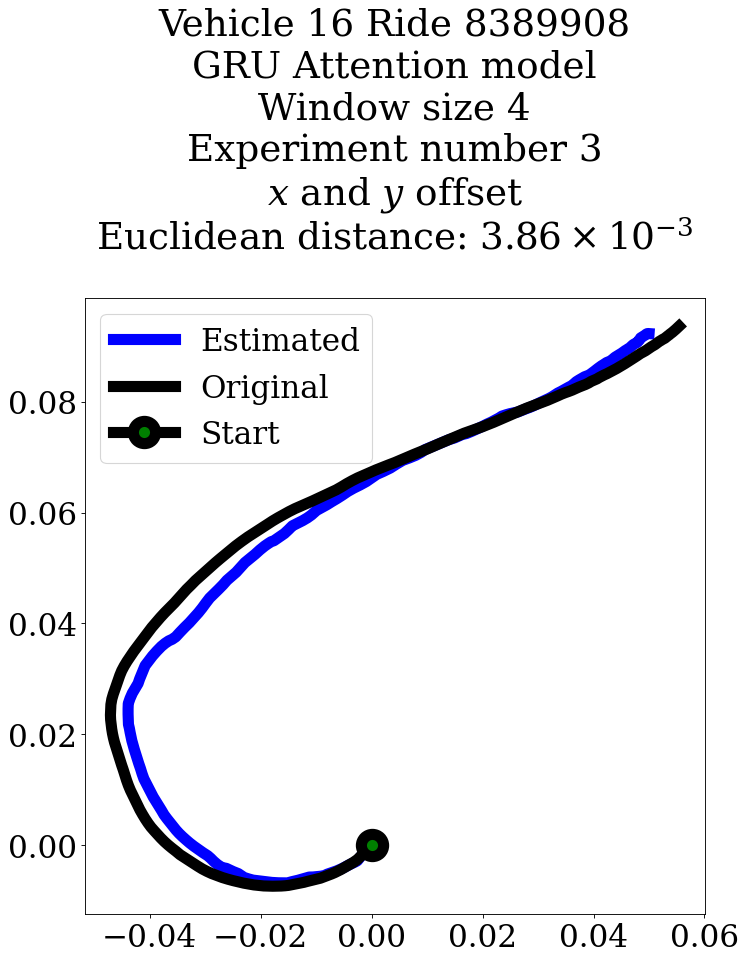 Vehicle 16 Ride 8389908
GRU Attention model
Window size 4
Experiment number 3
x and y offset
Euclidean distance: 3.86 × 10⁻³
Estimated
Original
Start
0.08
0.06
0.04
0.02
0.00
−0.04 −0.02 0.00 0.02 0.04 0.06